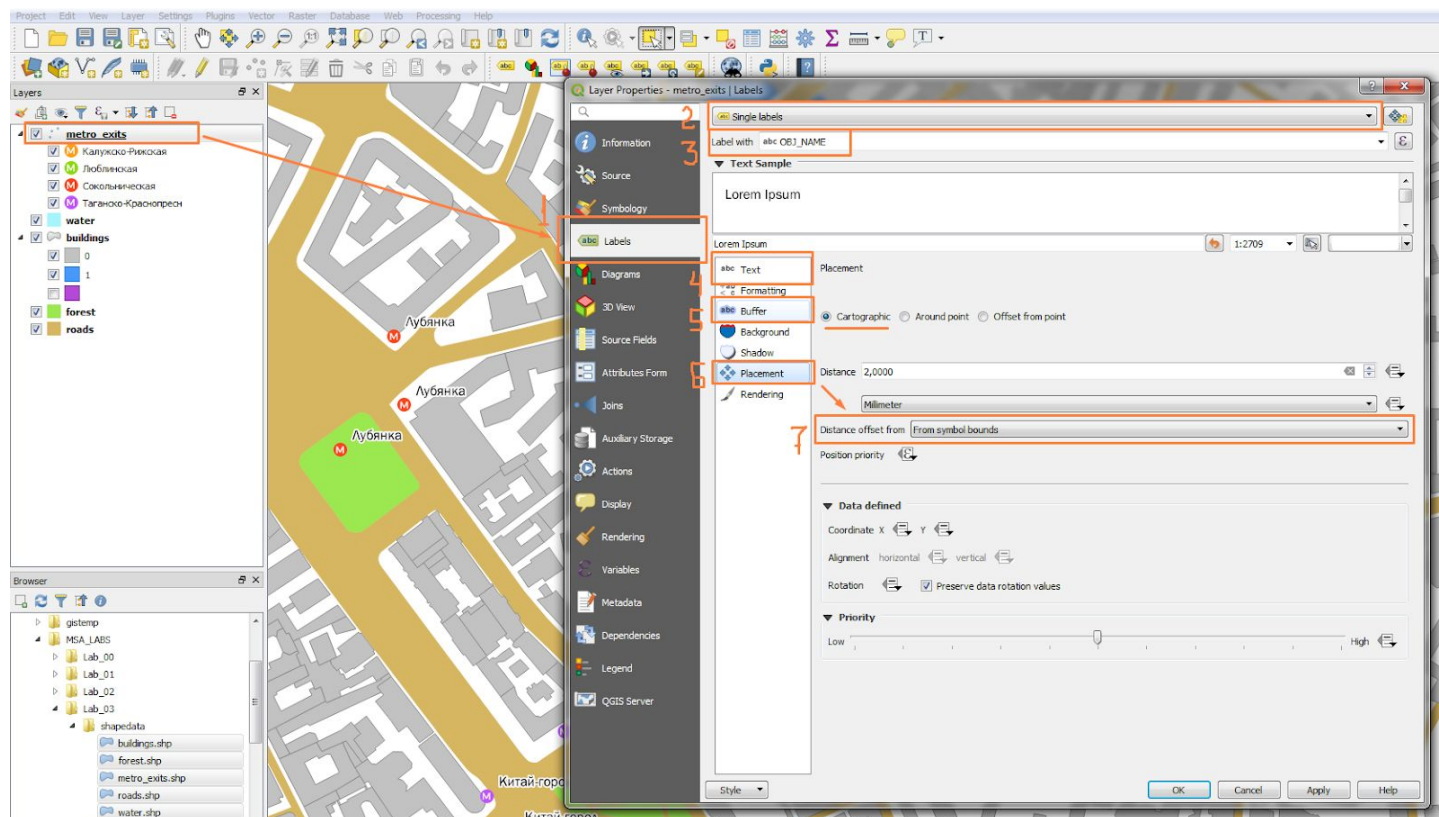 Project Edit View Layer Settings Plugins Vector Raster Database Web Processing Help
Layers
metro_exits
Калужско-Рижская
Люблинская
Сокольническая
Таганско-Краснопресн
water
buildings
0
1
forest
roads
Browser
gistemp
MSA_LABS
Lab_00
Lab_01
Lab_02
Lab_03
shapedata
buildings.shp
forest.shp
metro_exits.shp
roads.shp
water.shp
Лубянка
Лубянка
Лубянка
Китай-горо
Китай-город
Layer Properties - metro_exits | Labels
Information
Source
Symbology
1
abc Labels
Diagrams
3D View
Source Fields
Attributes Form
Joins
Auxiliary Storage
Actions
Display
Rendering
Variables
Metadata
Dependencies
Legend
QGIS Server
2
Single labels
3
Label with abc OBJ_NAME
Text Sample
Lorem Ipsum
Lorem Ipsum
1:2709
4
abc Text
Formatting
5
abc Buffer
Background
Shadow
6
Placement
Rendering
Placement
Cartographic Around point Offset from point
Distance 2,0000
Milimeter
7
Distance offset from From symbol bounds
Position priority
Data defined
Coordinate X Y
Alignment horizontal vertical
Rotation Preserve data rotation values
Priority
Low High
Style
OK Cancel Apply Help